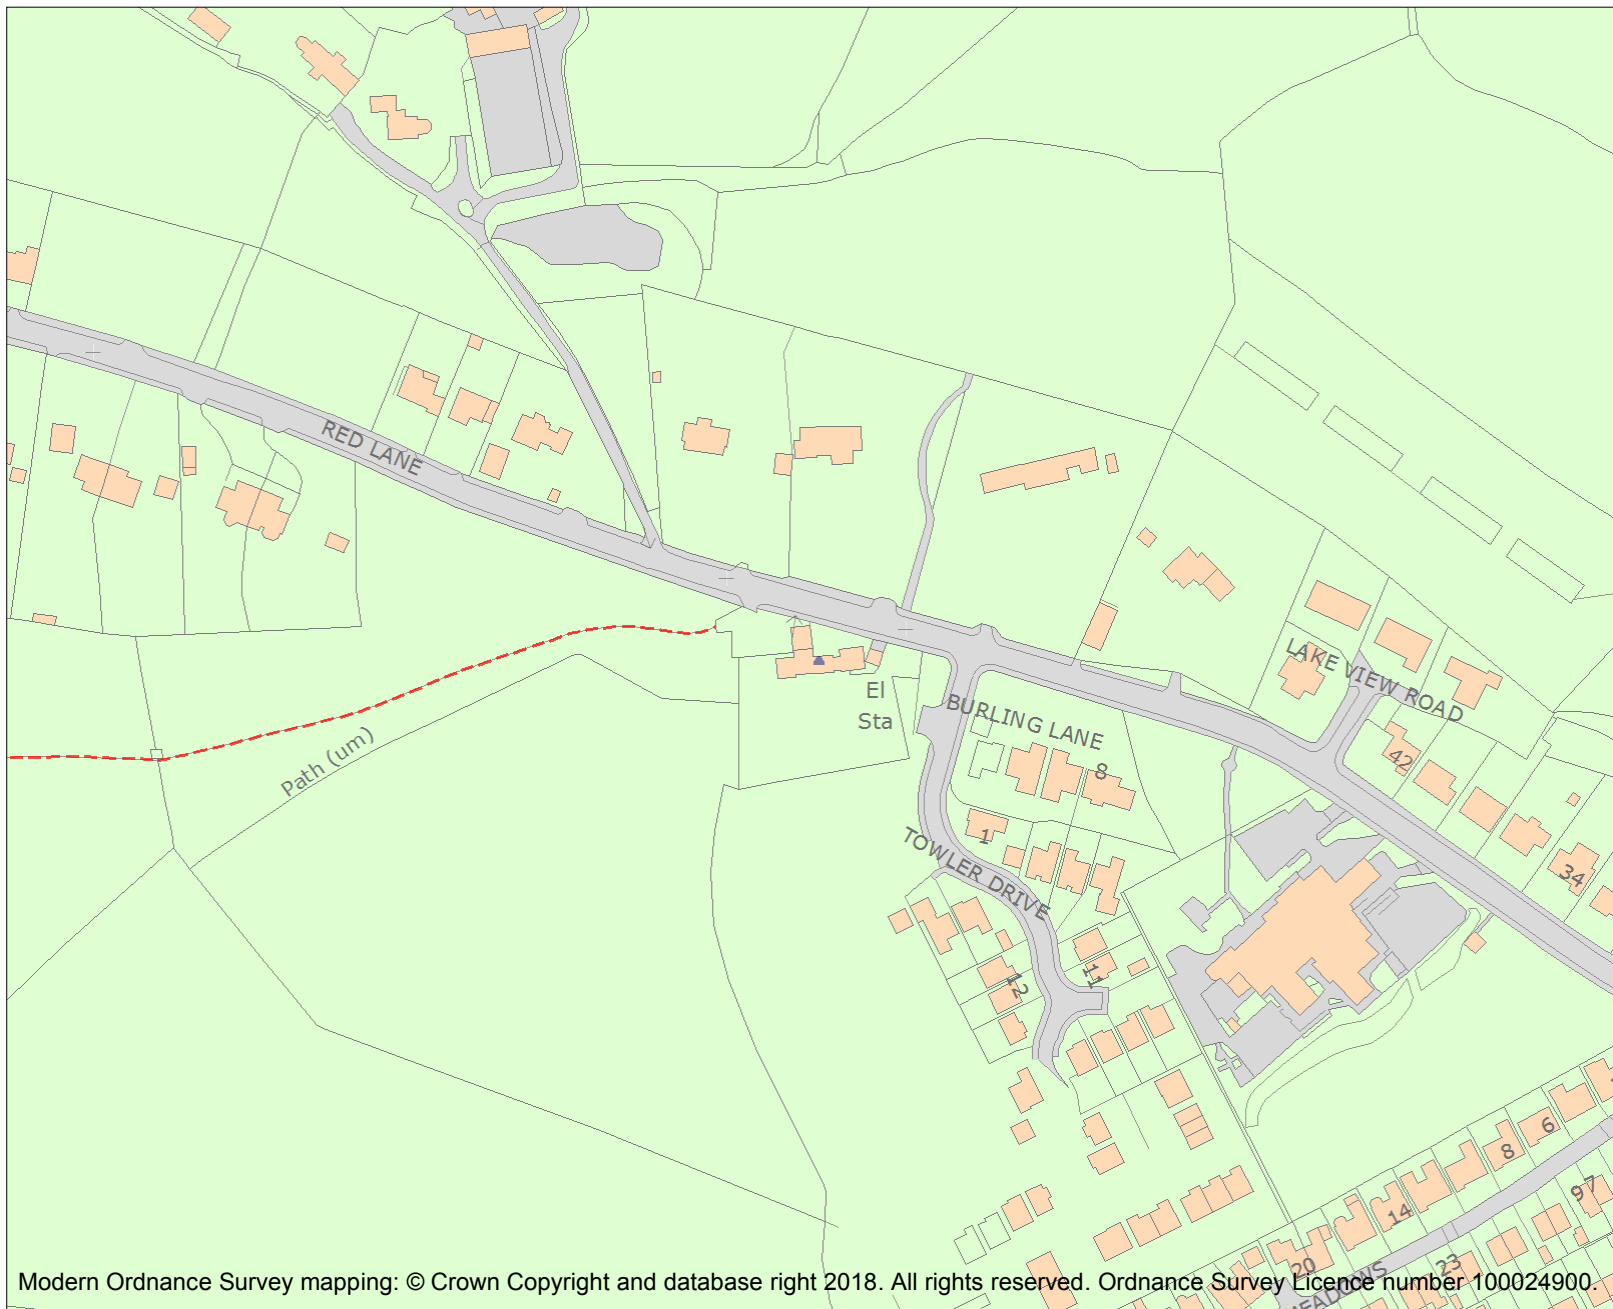 RED LANE
LAKE VIEW ROAD
El
Sta
BURLING LANE
8
42
Path (um)
1
TOWLER DRIVE
34
11
12
6
8
97
14
20
23
MEADOWS
Modern Ordnance Survey mapping: © Crown Copyright and database right 2018. All rights reserved. Ordnance Survey Licence number 100024900.